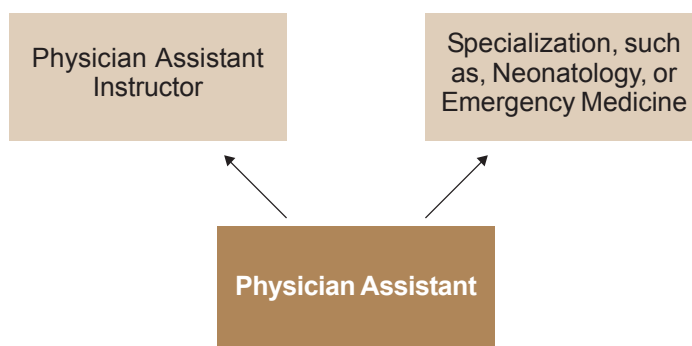 Physician Assistant
Instructor
Specialization, such
as, Neonatology, or
Emergency Medicine
Physician Assistant